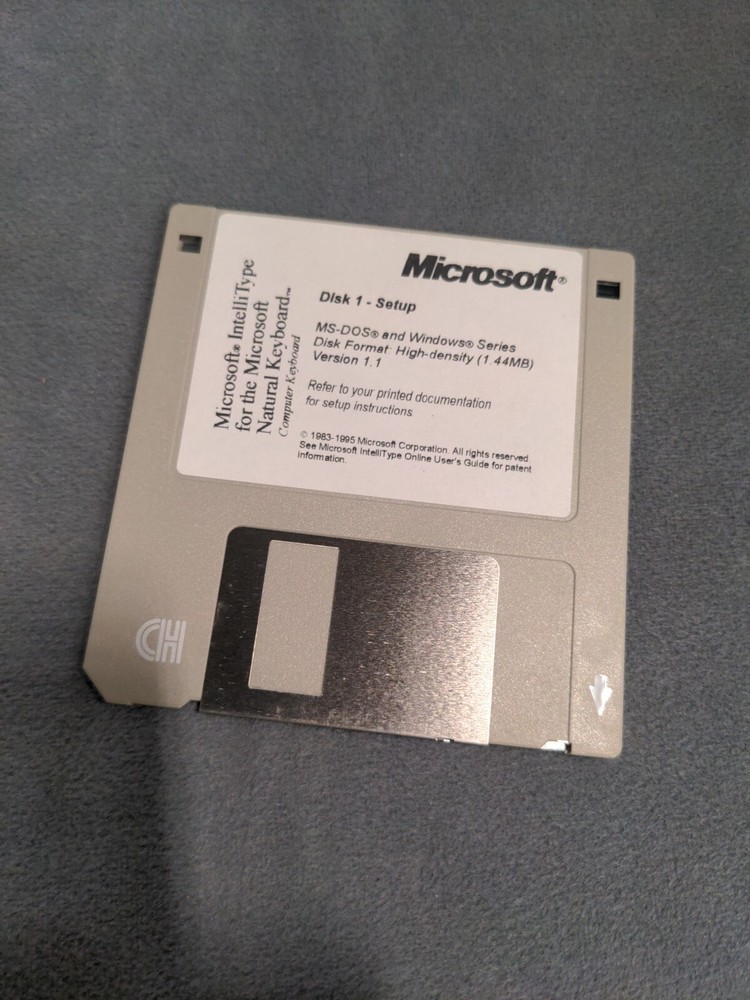 Microsoft® IntelliType
for the Microsoft
Natural Keyboard™
Computer Keyboard
Microsoft®
Disk 1 - Setup
MS-DOS® and Windows® Series
Disk Format: High-density (1.44MB)
Version 1.1
Refer to your printed documentation
for setup instructions.
© 1983-1995 Microsoft Corporation. All rights reserved.
See Microsoft IntelliType Online User's Guide for patent
information.
CH